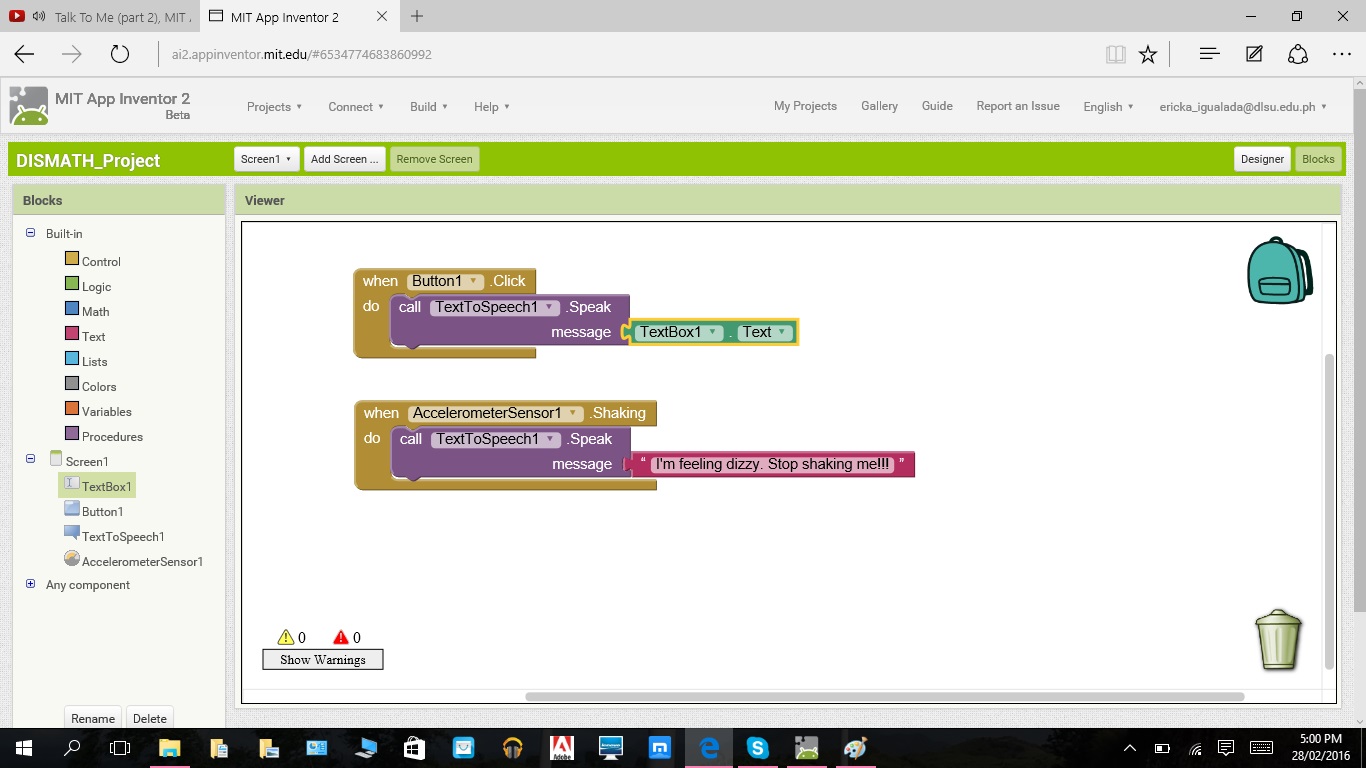 Talk To Me (part 2), MIT A
MIT App Inventor 2
ai2.appinventor.mit.edu/#6534774683860992
MIT App Inventor 2
Beta
Projects Connect Build Help My Projects Gallery Guide Report an Issue English ericka_igualada@dlsu.edu.ph
DISMATH_Project Screen1 Add Screen ... Remove Screen Designer Blocks
Blocks
Built-in
Control
Logic
Math
Text
Lists
Colors
Variables
Procedures
Screen1
TextBox1
Button1
TextToSpeech1
AccelerometerSensor1
Any component
Rename Delete
Viewer
when Button1 .Click
do call TextToSpeech1 .Speak
message TextBox1 . Text
when AccelerometerSensor1 .Shaking
do call TextToSpeech1 .Speak
message “ I'm feeling dizzy. Stop shaking me!!! ”
0 0
Show Warnings
Adobe
5:00 PM
28/02/2016